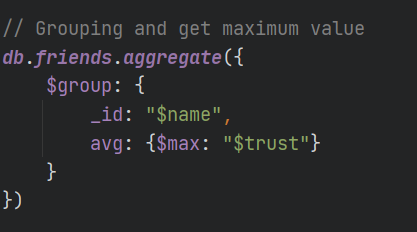 // Grouping and get maximum value
db.friends.aggregate({
    $group: {
        _id: "$name",
        avg: {$max: "$trust"}
    }
})